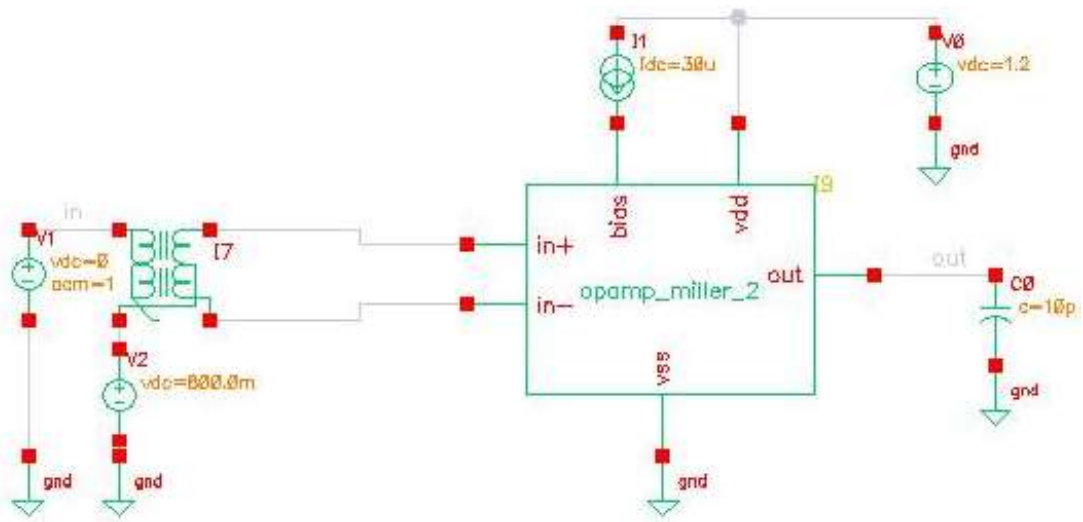 I1
Idc=30u
V0
vdc=1.2
gnd
I9
bias
vdd
in
V1
vdc=0
acm=1
I7
in+
in-
opamp_miller_2
out
out
C0
c=10p
gnd
V2
vdc=800.0m
vss
gnd
gnd
gnd